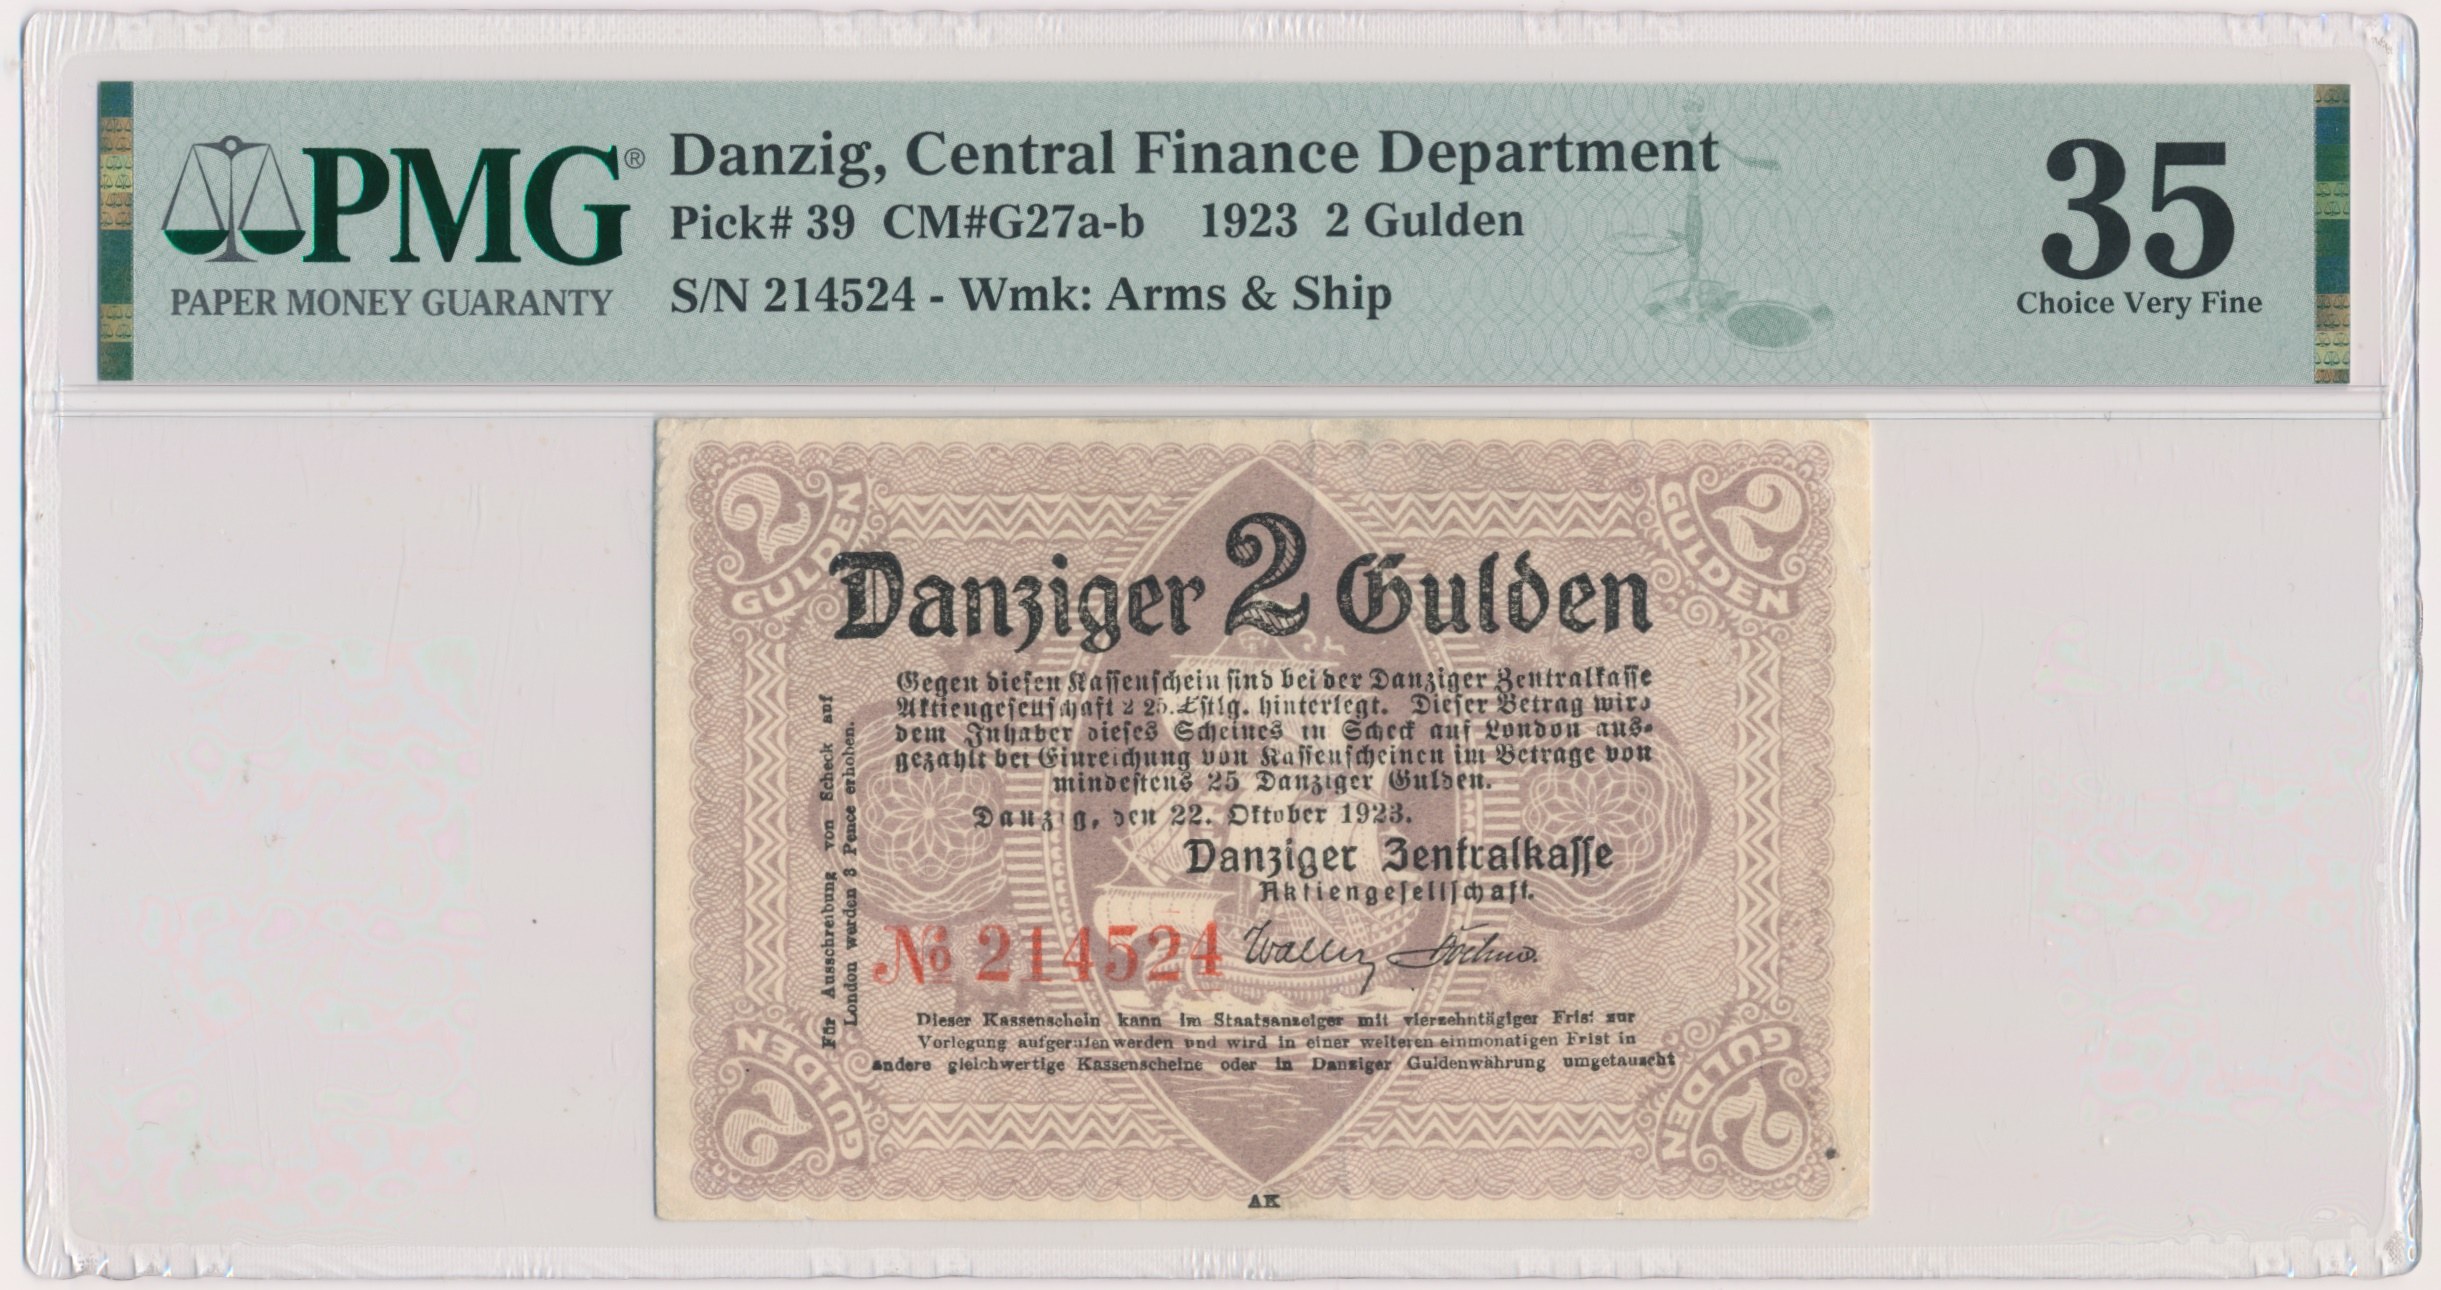 PMG®
PAPER MONEY GUARANTY
Danzig, Central Finance Department
Pick# 39 CM#G27a-b 1923 2 Gulden
S/N 214524 - Wmk: Arms & Ship
35
Choice Very Fine
2 GULDEN
2 GULDEN
Danziger 2 Gulden
Gegen diesen Kassenschein sind bei der Danziger Zentralkasse
Aktiengesellschaft £stlg. hinterlegt. Dieser Betrag wird
dem Inhaber dieses Scheines in Scheck auf London aus-
gezahlt bei Einreichung von Kassenscheinen im Betrage von
mindestens 25 Danziger Gulden.
Danzig, den 22. Oktober 1923.
Danziger Zentralkasse
Aktiengesellschaft.
№ 214524
Für Ausschreibung von Scheck auf
London werden 3 Pence erhoben.
Dieser Kassenschein kann im Staatsanzeiger mit vierzehntägiger Frist zur
Vorlegung aufgerufen werden und wird in einer weiteren einmonatigen Frist in
andere gleichwertige Kassenscheine oder in Danziger Guldenwährung umgetauscht
2 GULDEN
2 GULDEN
AK